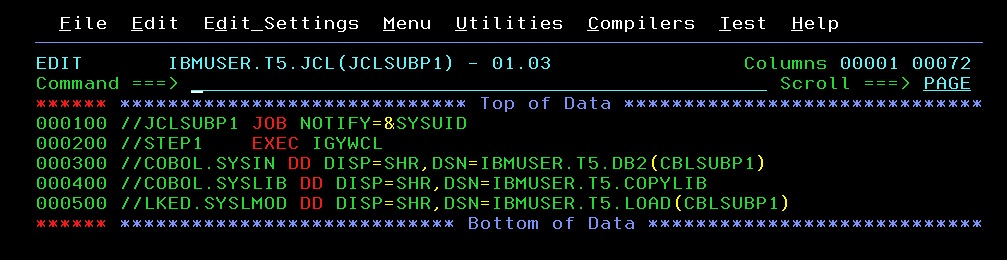 File Edit Edit_Settings Menu Utilities Compilers Test Help
EDIT IBMUSER.T5.JCL(JCLSUBP1) - 01.03 Columns 00001 00072
Command ===> _ Scroll ===> PAGE
****** ***************************** Top of Data ******************************
000100 //JCLSUBP1 JOB NOTIFY=&SYSUID
000200 //STEP1    EXEC IGYWCL
000300 //COBOL.SYSIN DD DISP=SHR,DSN=IBMUSER.T5.DB2(CBLSUBP1)
000400 //COBOL.SYSLIB DD DISP=SHR,DSN=IBMUSER.T5.COPYLIB
000500 //LKED.SYSLMOD DD DISP=SHR,DSN=IBMUSER.T5.LOAD(CBLSUBP1)
****** **************************** Bottom of Data ****************************